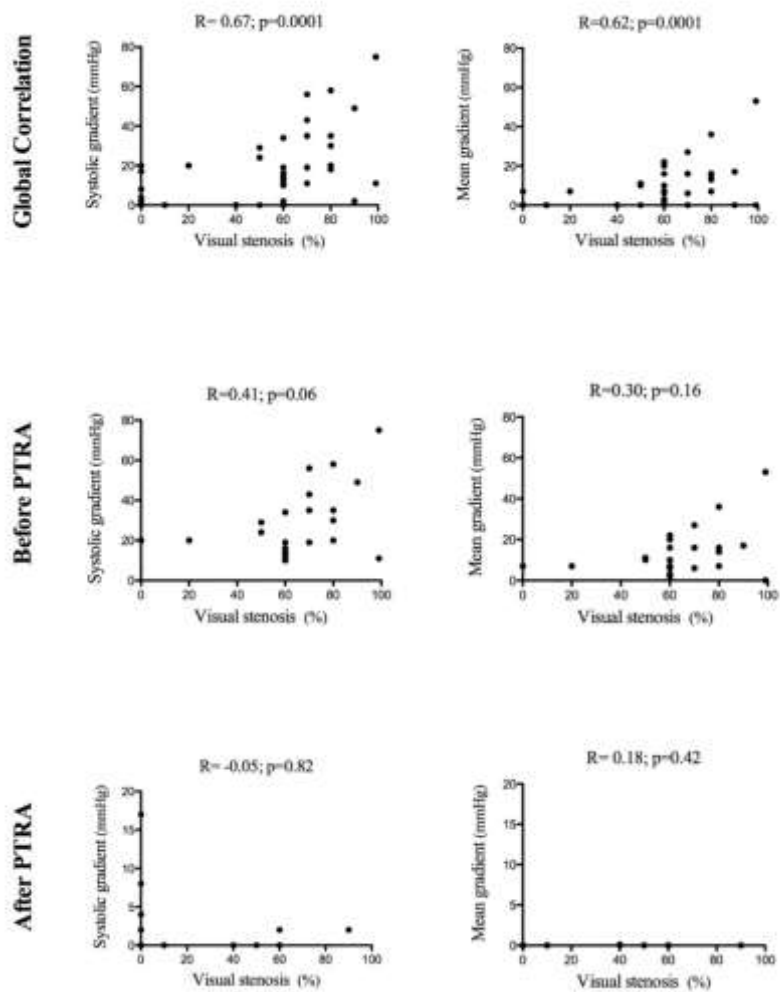 Global Correlation
R= 0.67; p=0.0001
Systolic gradient (mmHg)
80
60
40
20
0
0 20 40 60 80 100
Visual stenosis (%)
R=0.62; p=0.0001
Mean gradient (mmHg)
80
60
40
20
0
0 20 40 60 80 100
Visual stenosis (%)
Before PTRA
R=0.41; p=0.06
Systolic gradient (mmHg)
80
60
40
20
0
0 20 40 60 80 100
Visual stenosis (%)
R=0.30; p=0.16
Mean gradient (mmHg)
80
60
40
20
0
0 20 40 60 80 100
Visual stenosis (%)
After PTRA
R= -0.05; p=0.82
Systolic gradient (mmHg)
20
15
10
5
0
0 20 40 60 80 100
Visual stenosis (%)
R= 0.18; p=0.42
Mean gradient (mmHg)
20
15
10
5
0
0 20 40 60 80 100
Visual stenosis (%)